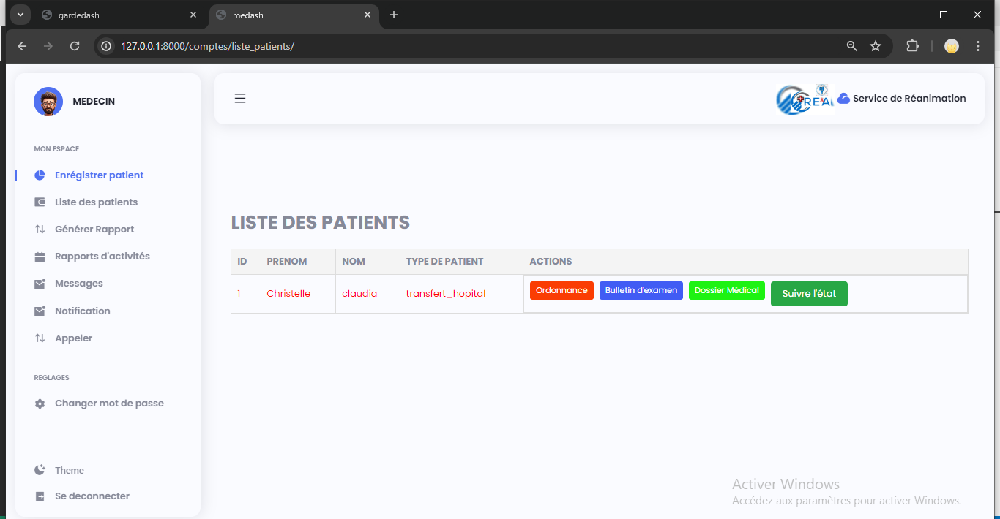 gardedash
medash
127.0.0.1:8000/comptes/liste_patients/
MEDECIN
REA
Service de Réanimation
MON ESPACE
Enrégistrer patient
Liste des patients
Générer Rapport
Rapports d'activités
Messages
Notification
Appeler
REGLAGES
Changer mot de passe
Theme
Se deconnecter
LISTE DES PATIENTS
ID PRENOM NOM TYPE DE PATIENT ACTIONS
1 Christelle claudia transfert_hopital Ordonnance Bulletin d'examen Dossier Médical Suivre l'état
Activer Windows
Accédez aux paramètres pour activer Windows.